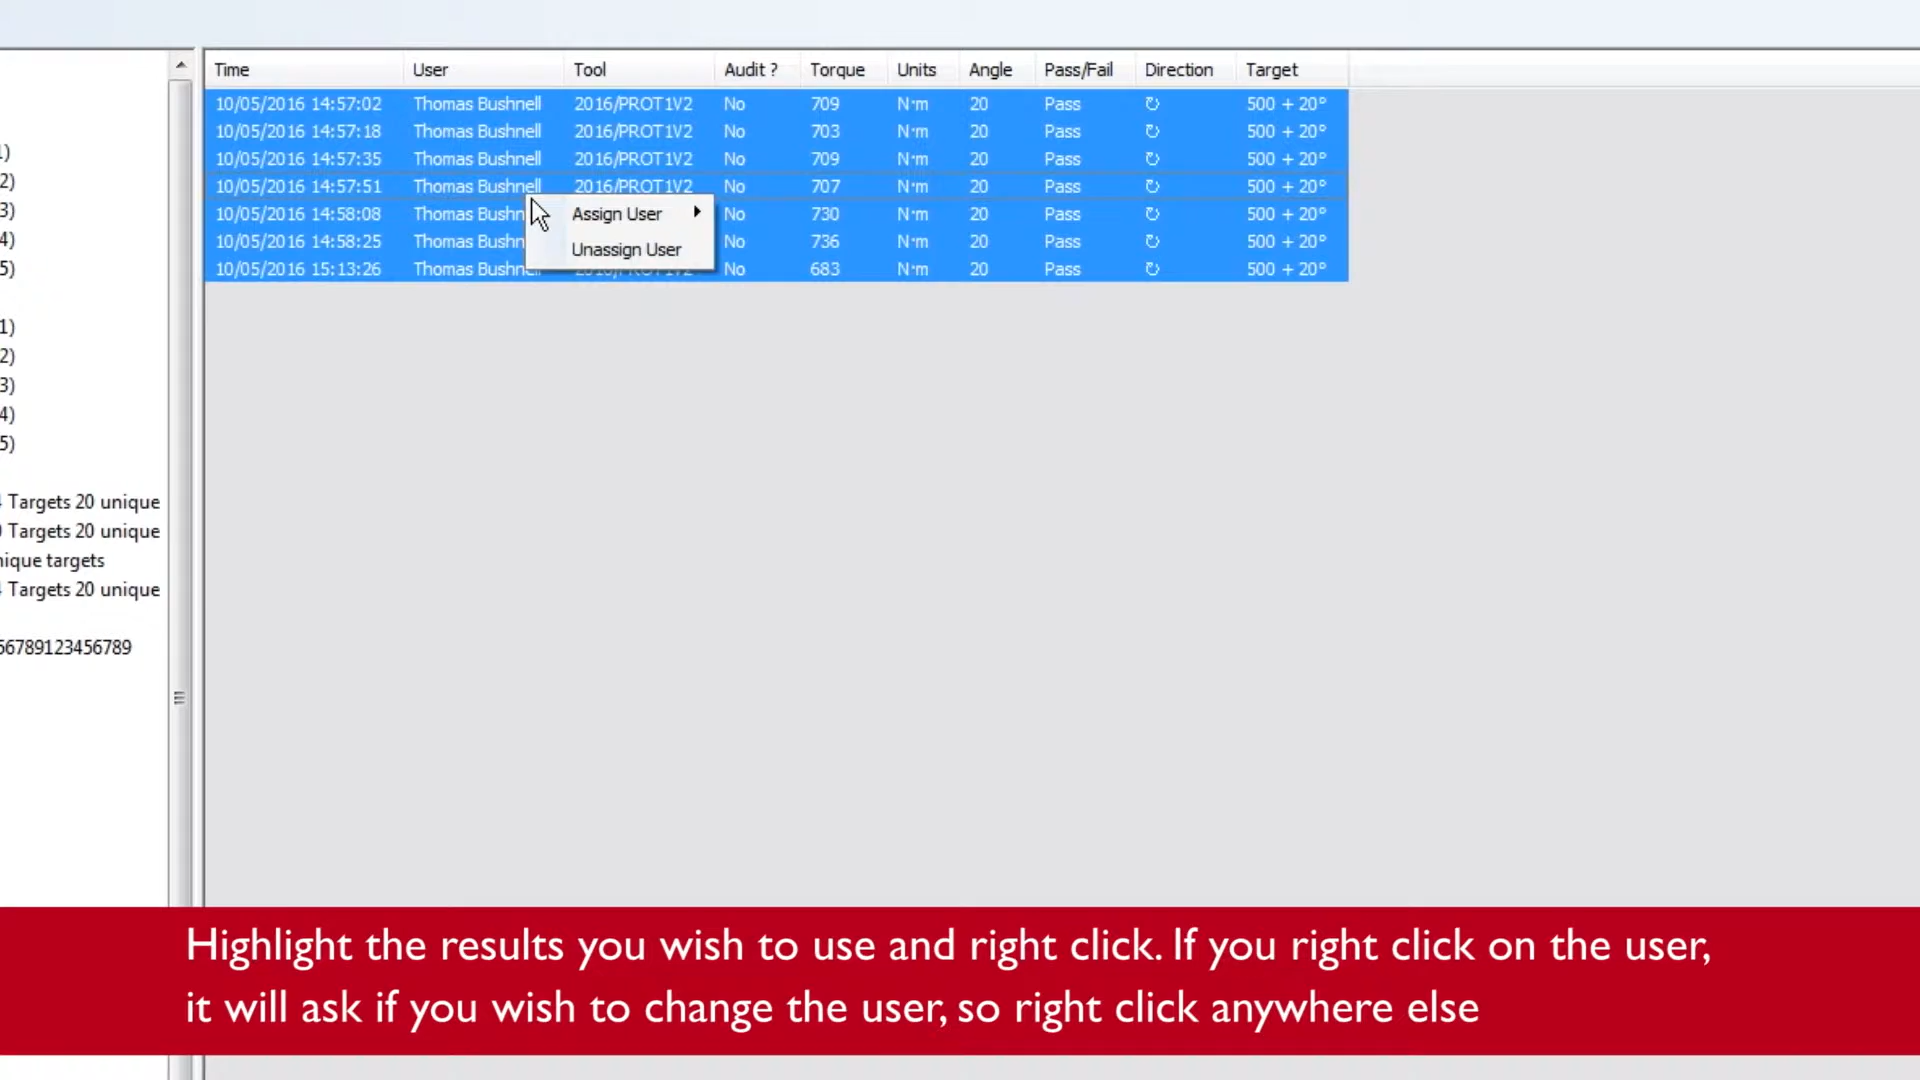 Time User Tool Audit ? Torque Units Angle Pass/Fail Direction Target
10/05/2016 14:57:02 Thomas Bushnell 2016/PROT1V2 No 709 N·m 20 Pass ↻ 500 + 20°
10/05/2016 14:57:18 Thomas Bushnell 2016/PROT1V2 No 703 N·m 20 Pass ↻ 500 + 20°
10/05/2016 14:57:35 Thomas Bushnell 2016/PROT1V2 No 709 N·m 20 Pass ↻ 500 + 20°
10/05/2016 14:57:51 Thomas Bushnell 2016/PROT1V2 No 707 N·m 20 Pass ↻ 500 + 20°
10/05/2016 14:58:08 Thomas Bushn No 730 N·m 20 Pass ↻ 500 + 20°
10/05/2016 14:58:25 Thomas Bushn No 736 N·m 20 Pass ↻ 500 + 20°
10/05/2016 15:13:26 Thomas Bushnell No 683 N·m 20 Pass ↻ 500 + 20°
Assign User
Unassign User
1)
2)
3)
4)
5)
1)
2)
3)
4)
5)
Targets 20 unique
Targets 20 unique
nique targets
Targets 20 unique
56789123456789
Highlight the results you wish to use and right click. If you right click on the user,
it will ask if you wish to change the user, so right click anywhere else